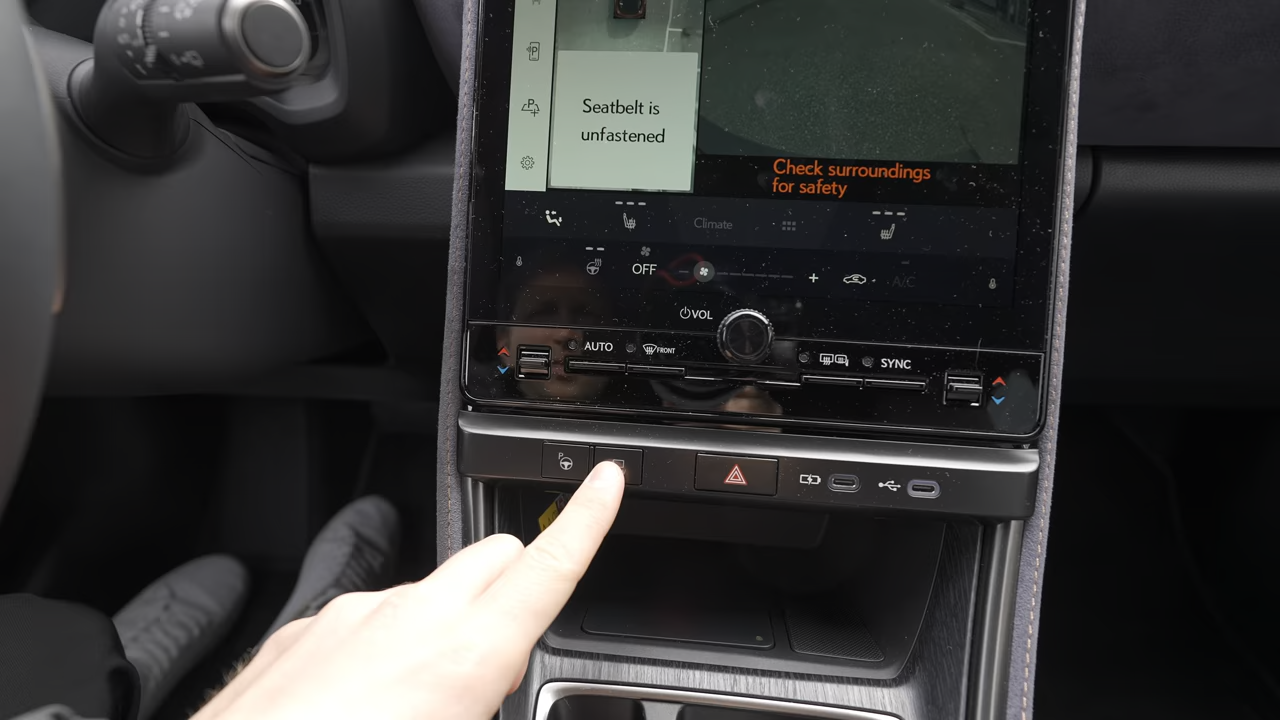 P
P
Seatbelt is
unfastened
Check surroundings
for safety
Climate
OFF
+
A/C
VOL
AUTO
FRONT
SYNC
P